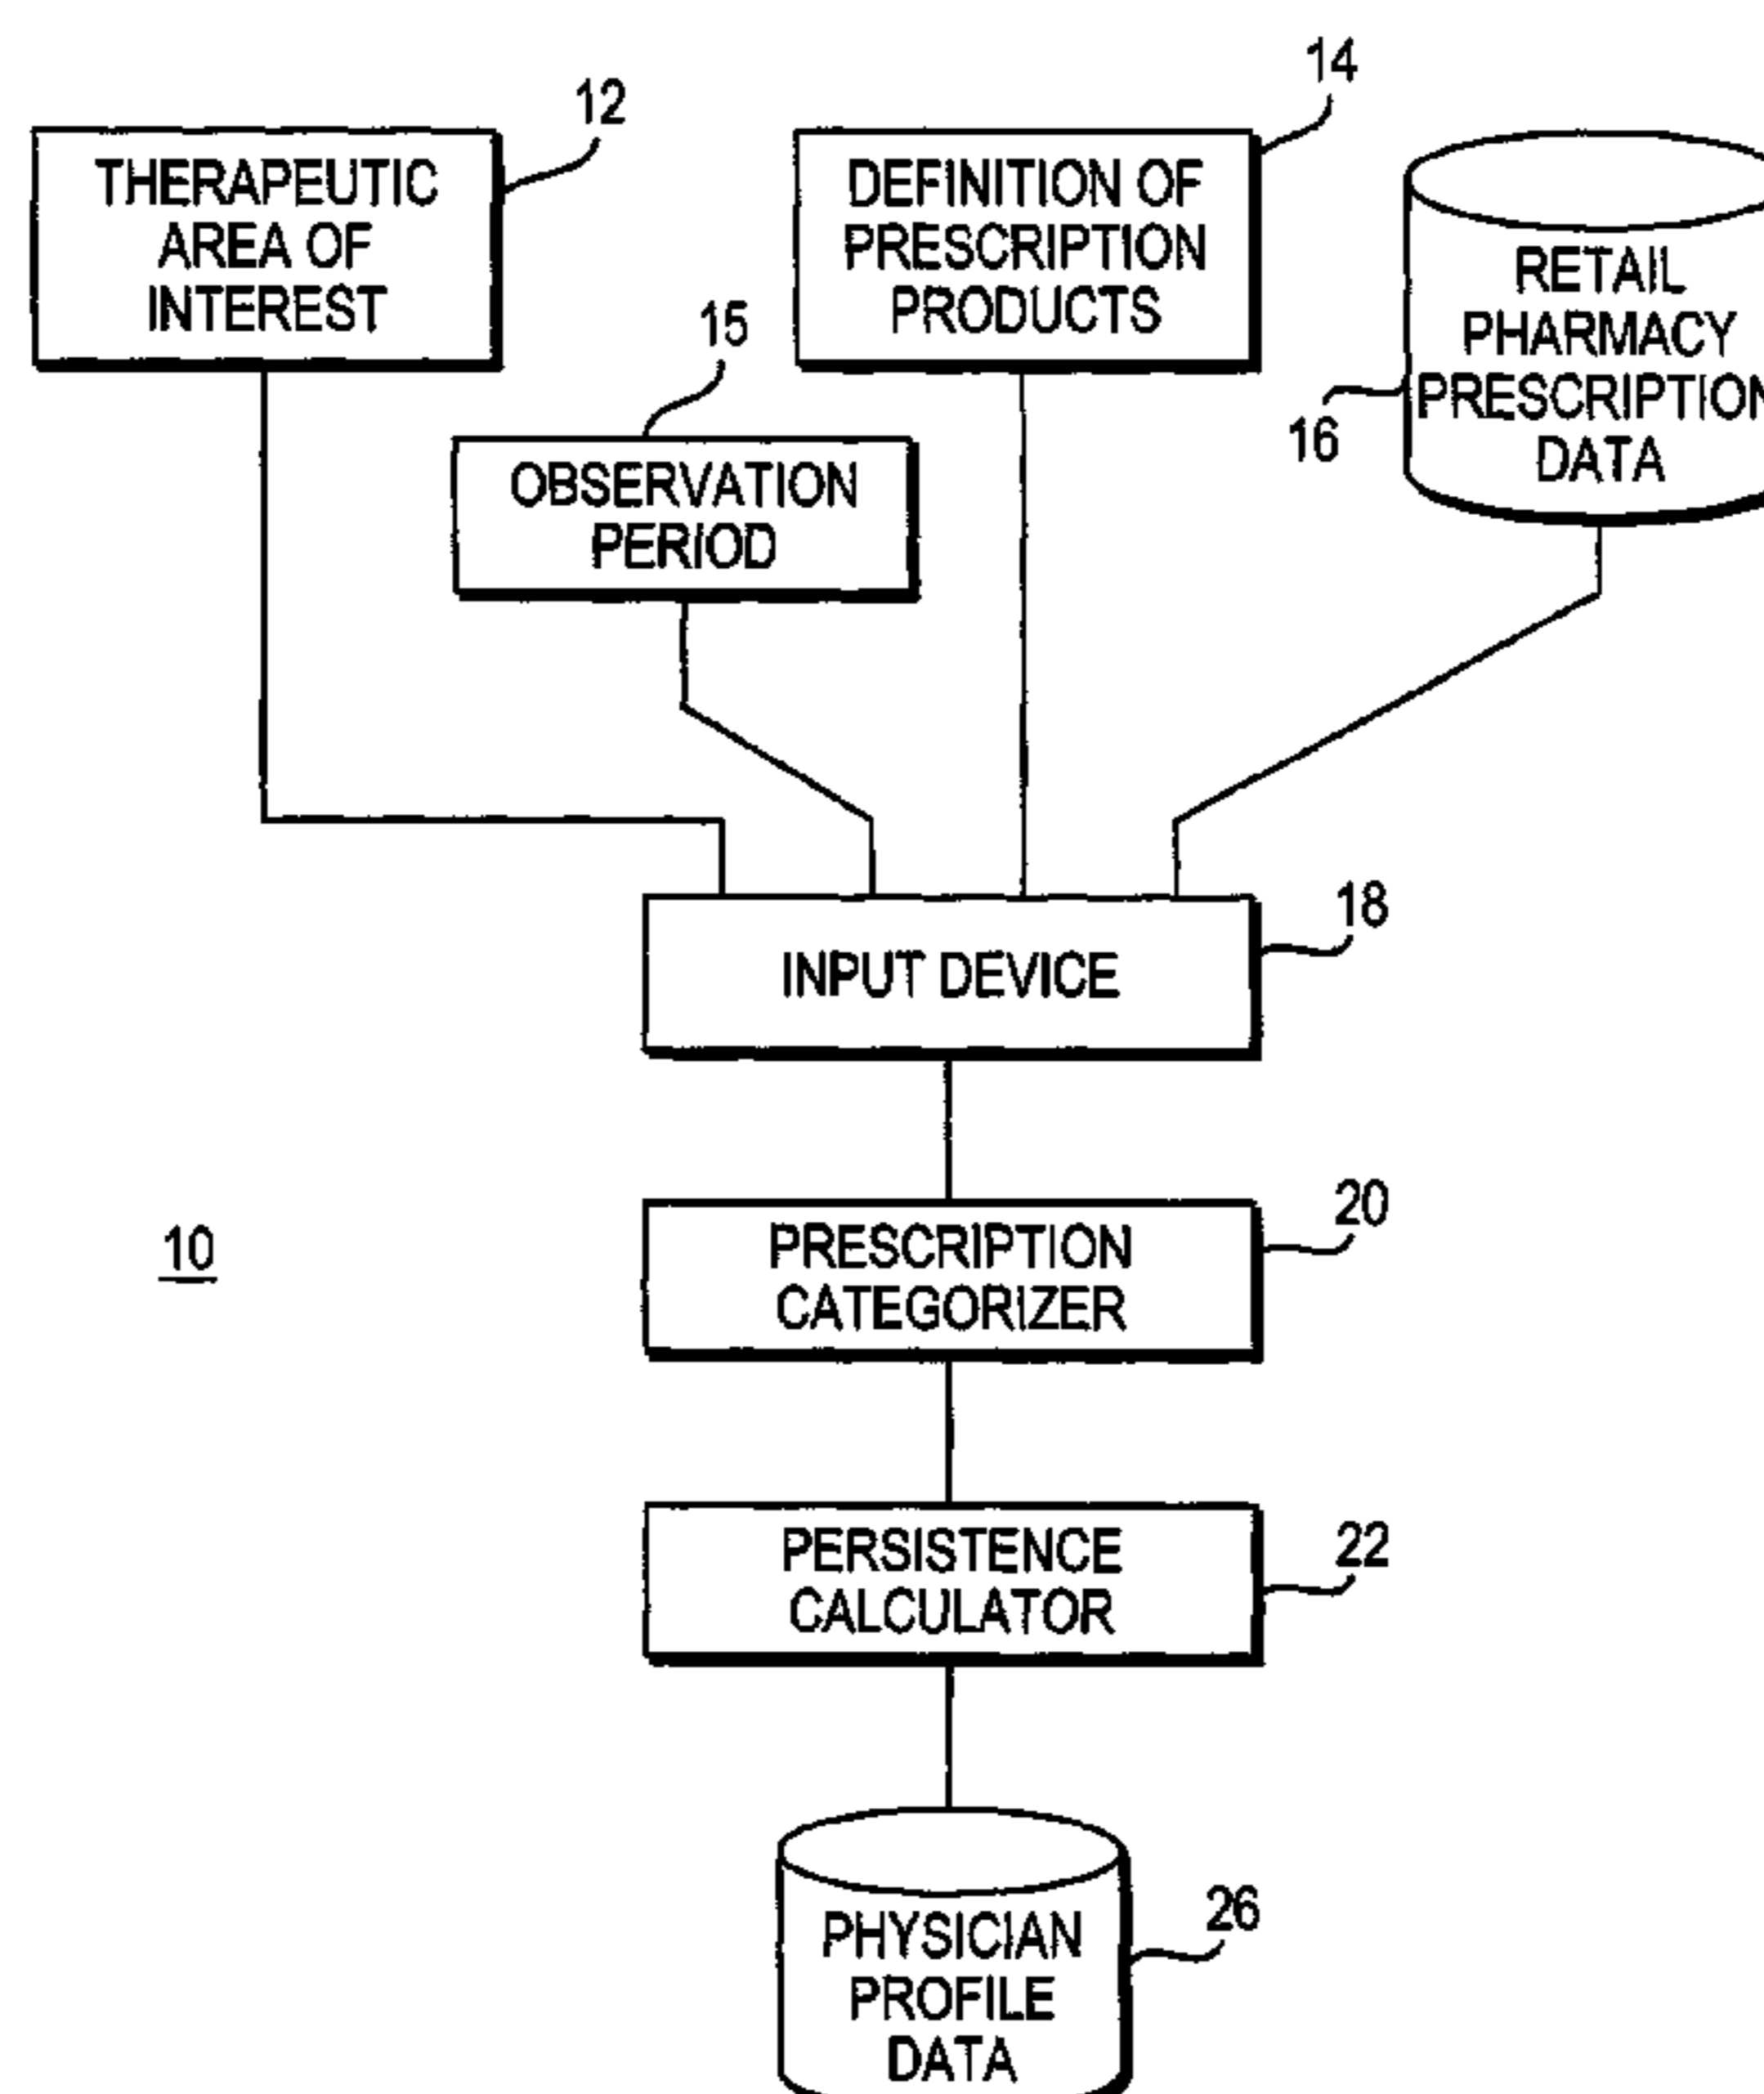 12
THERAPEUTIC
AREA OF
INTEREST
14
DEFINITION OF
PRESCRIPTION
PRODUCTS
15
OBSERVATION
PERIOD
RETAIL
PHARMACY
PRESCRIPTION
DATA
16
INPUT DEVICE
18
10
PRESCRIPTION
CATEGORIZER
20
PERSISTENCE
CALCULATOR
22
PHYSICIAN
PROFILE
DATA
26